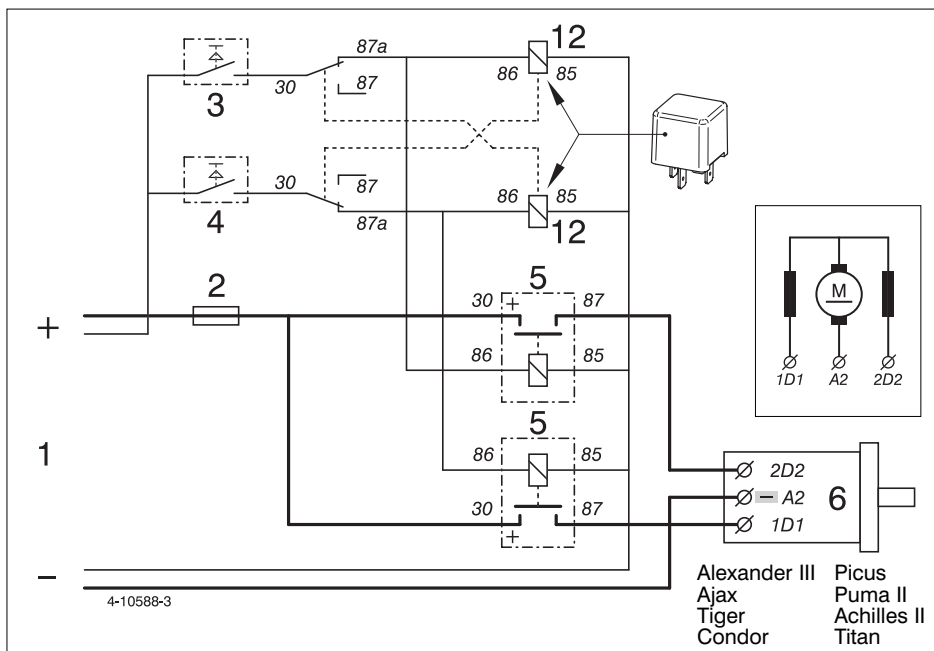 87a
12
86 85
30
87
3
30
87
86 85
4
87a
12
2
5
30 + 87
+
86 85
M
1D1 A2 2D2
5
1
86 85
2D2
30 87
– A2
6
+
1D1
–
4-10588-3
Alexander III Picus
Ajax Puma II
Tiger Achilles II
Condor Titan